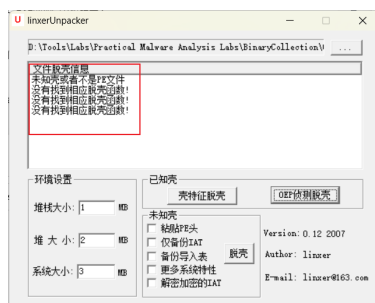 linxerUnpacker
D:\Tools\Labs\Practical Malware Analysis Labs\BinaryCollection\
...
文件脱壳信息
未知壳或者不是PE文件
没有找到相应脱壳函数!
没有找到相应脱壳函数!
没有找到相应脱壳函数!
环境设置
堆栈大小: 1 MB
堆 大 小: 2 MB
系统大小: 3 MB
已知壳
壳特征脱壳
OEP侦测脱壳
未知壳
粘贴PE头
仅备份IAT
备份导入表
更多系统特性
解密加密的IAT
脱壳
Version: 0.12 2007
Author: linxer
E-mail: linxer@163.com